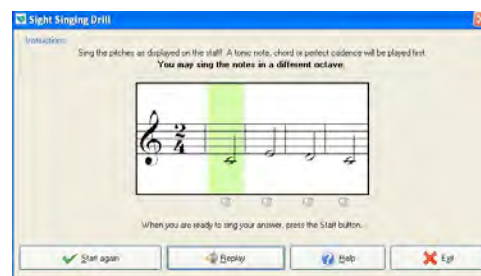 Sight Singing Drill
Instructions:
Sing the pitches as displayed on the staff! A tonic note, chord or perfect cadence will be played first.
You may sing the notes in a different octave.
2
4
When you are ready to sing your answer, press the Start button.
Start again
Replay
Help
Exit